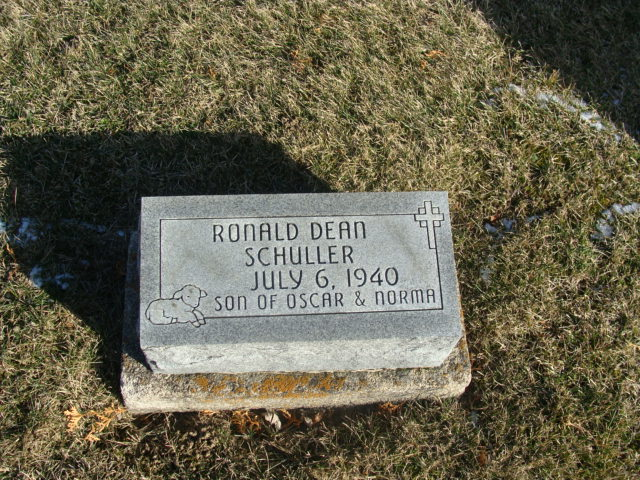 RONALD DEAN
SCHULLER
JULY 6, 1940
SON OF OSCAR & NORMA